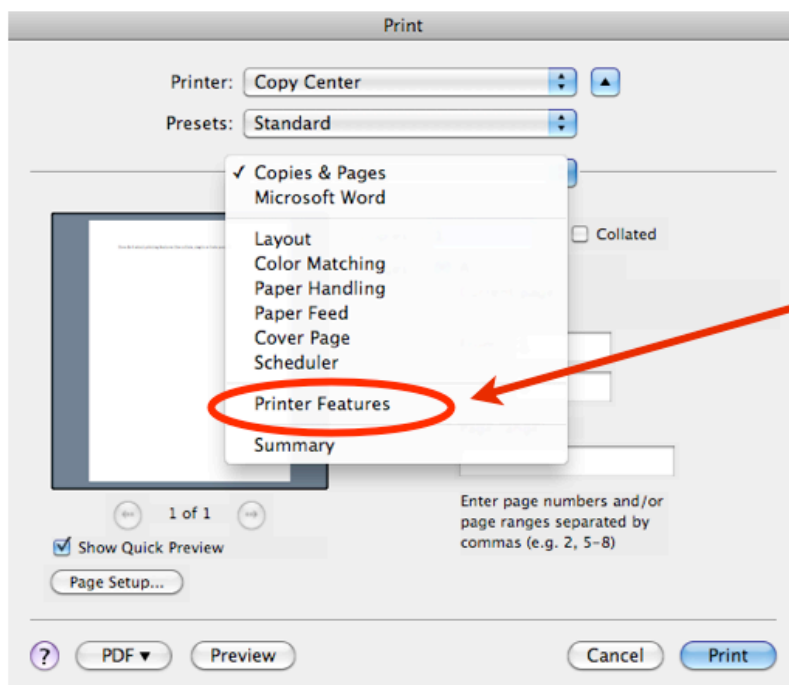 Print
Printer: Copy Center
Presets: Standard
✓ Copies & Pages
Microsoft Word
Layout
Color Matching
Paper Handling
Paper Feed
Cover Page
Scheduler
Printer Features
Summary
Collated
1 of 1
Show Quick Preview
Page Setup...
Enter page numbers and/or
page ranges separated by
commas (e.g. 2, 5-8)
? PDF ▼ Preview Cancel Print